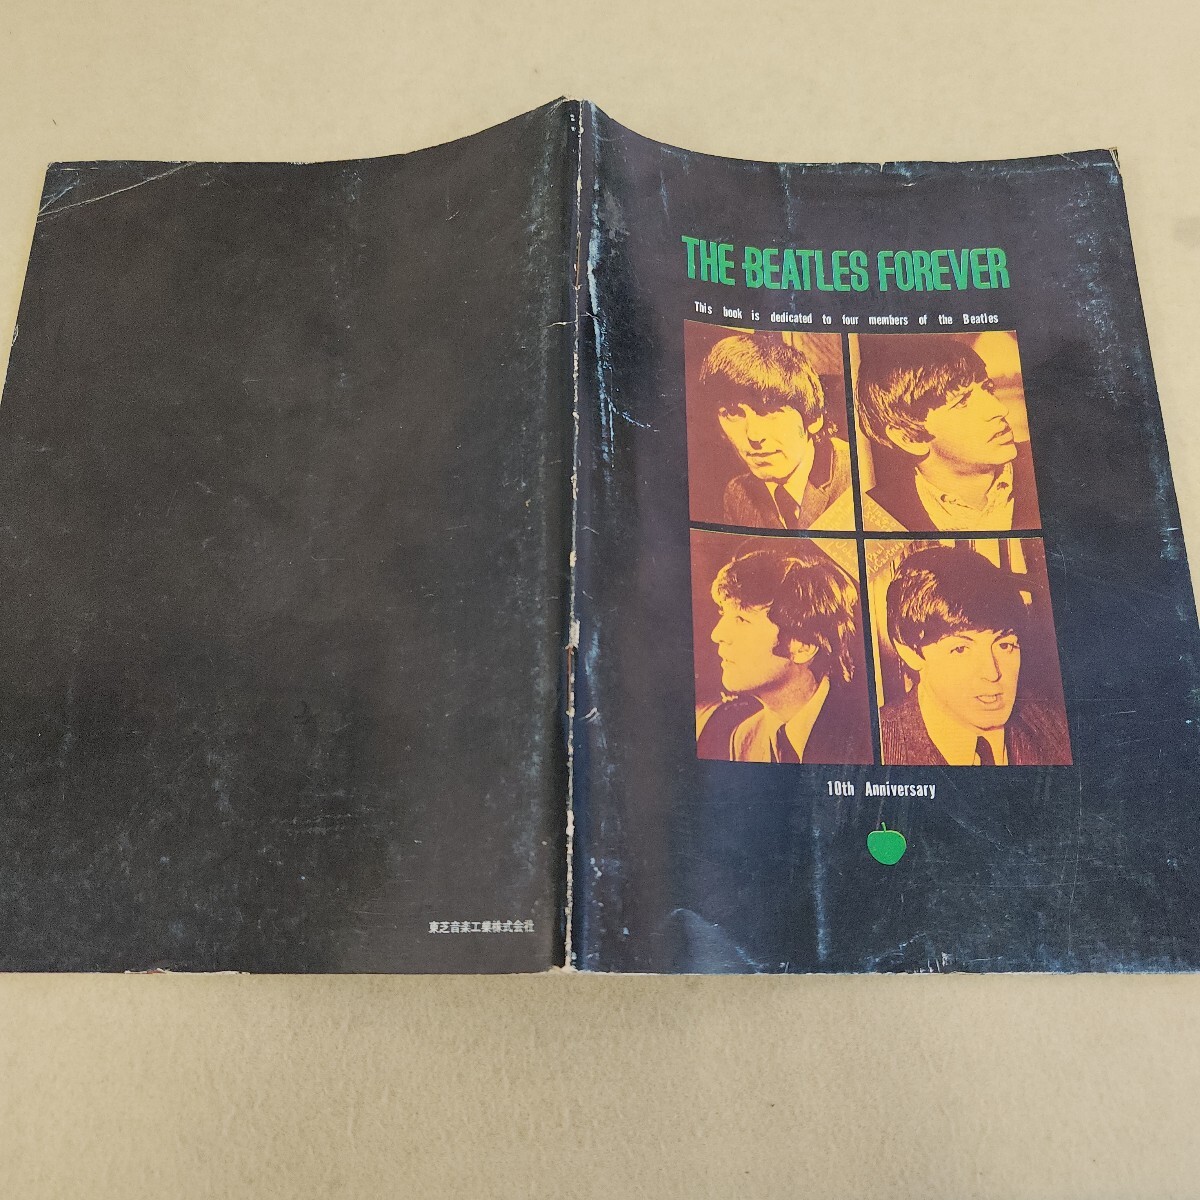 THE BEATLES FOREVER
This book is dedicated to four members of the Beatles
10th Anniversary
東芝音楽工業株式会社